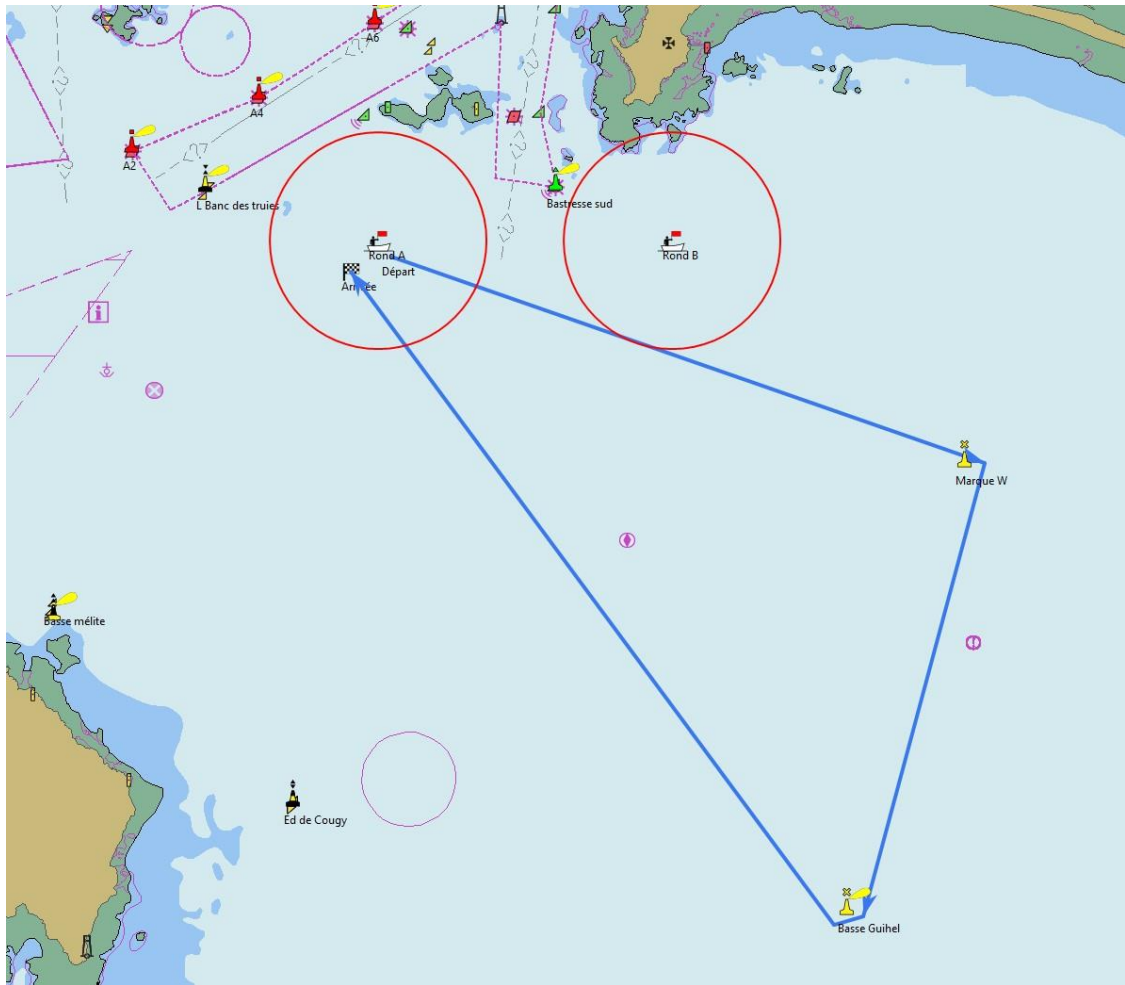 A6
A4
A2
L Banc des truies
Bastresse sud
Rond A
Rond B
Départ
Arrivée
Marque W
Basse mélite
Ed de Cougy
Basse Guihel